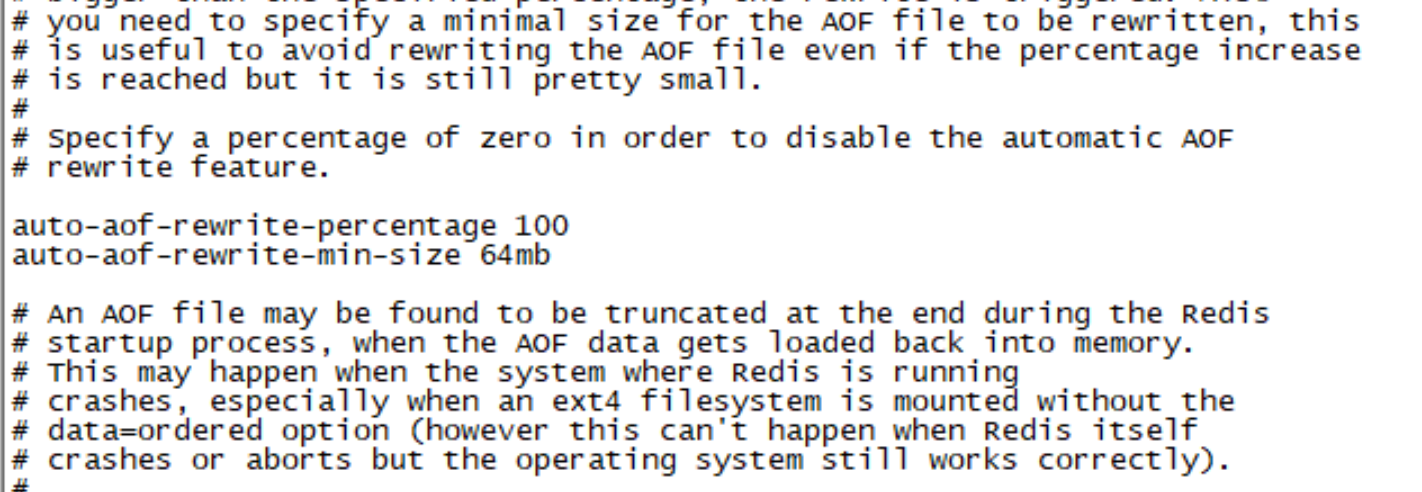 # you need to specify a minimal size for the AOF file to be rewritten, this
# is useful to avoid rewriting the AOF file even if the percentage increase
# is reached but it is still pretty small.
#
# Specify a percentage of zero in order to disable the automatic AOF
# rewrite feature.

auto-aof-rewrite-percentage 100
auto-aof-rewrite-min-size 64mb

# An AOF file may be found to be truncated at the end during the Redis
# startup process, when the AOF data gets loaded back into memory.
# This may happen when the system where Redis is running
# crashes, especially when an ext4 filesystem is mounted without the
# data=ordered option (however this can't happen when Redis itself
# crashes or aborts but the operating system still works correctly).
#